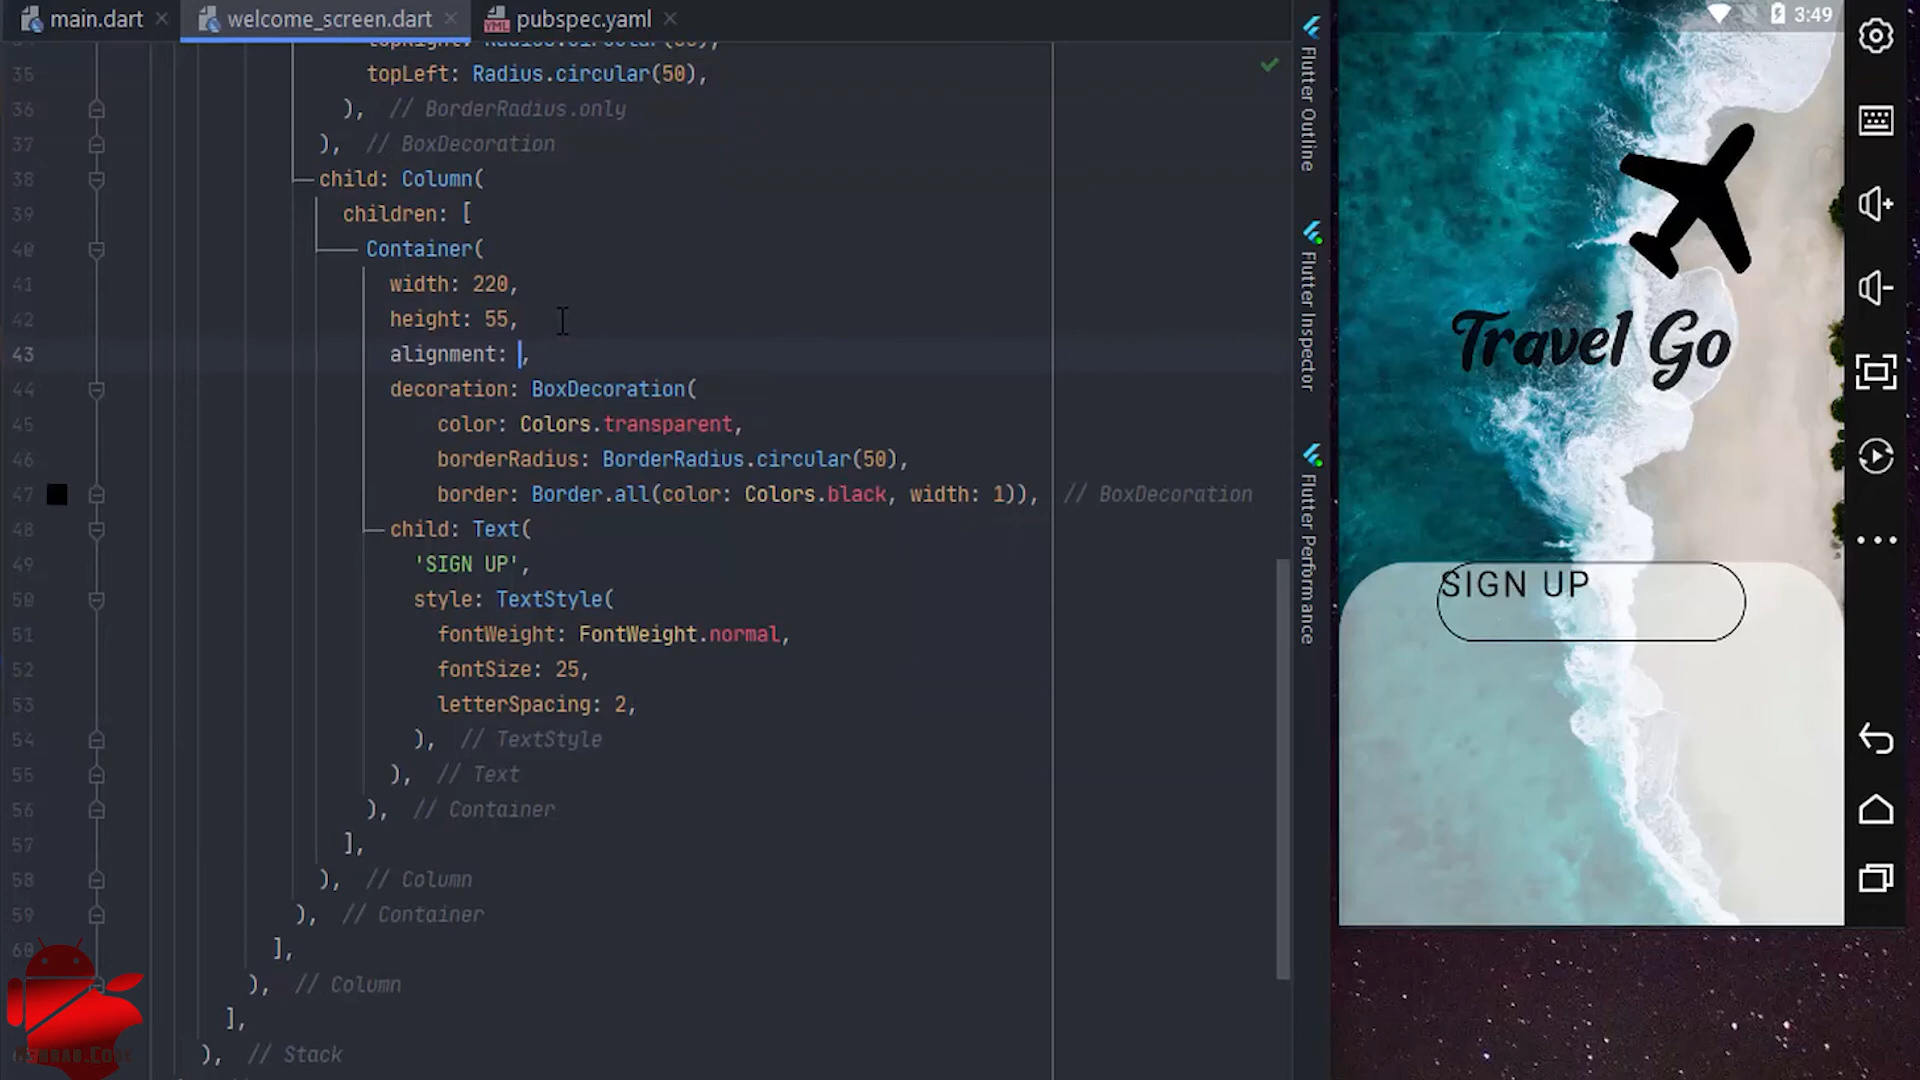 main.dart
welcome_screen.dart
pubspec.yaml
35 topLeft: Radius.circular(50),
36 ), // BorderRadius.only
37 ), // BoxDecoration
38 child: Column(
39 children: [
40 Container(
41 width: 220,
42 height: 55,
43 alignment: ,
44 decoration: BoxDecoration(
45 color: Colors.transparent,
46 borderRadius: BorderRadius.circular(50),
47 border: Border.all(color: Colors.black, width: 1)), // BoxDecoration
48 child: Text(
49 'SIGN UP',
50 style: TextStyle(
51 fontWeight: FontWeight.normal,
52 fontSize: 25,
53 letterSpacing: 2,
54 ), // TextStyle
55 ), // Text
56 ), // Container
57 ],
58 ), // Column
59 ), // Container
60 ],
), // Column
],
), // Stack
Flutter Outline
Flutter Inspector
Flutter Performance
3:49
Travel Go
SIGN UP